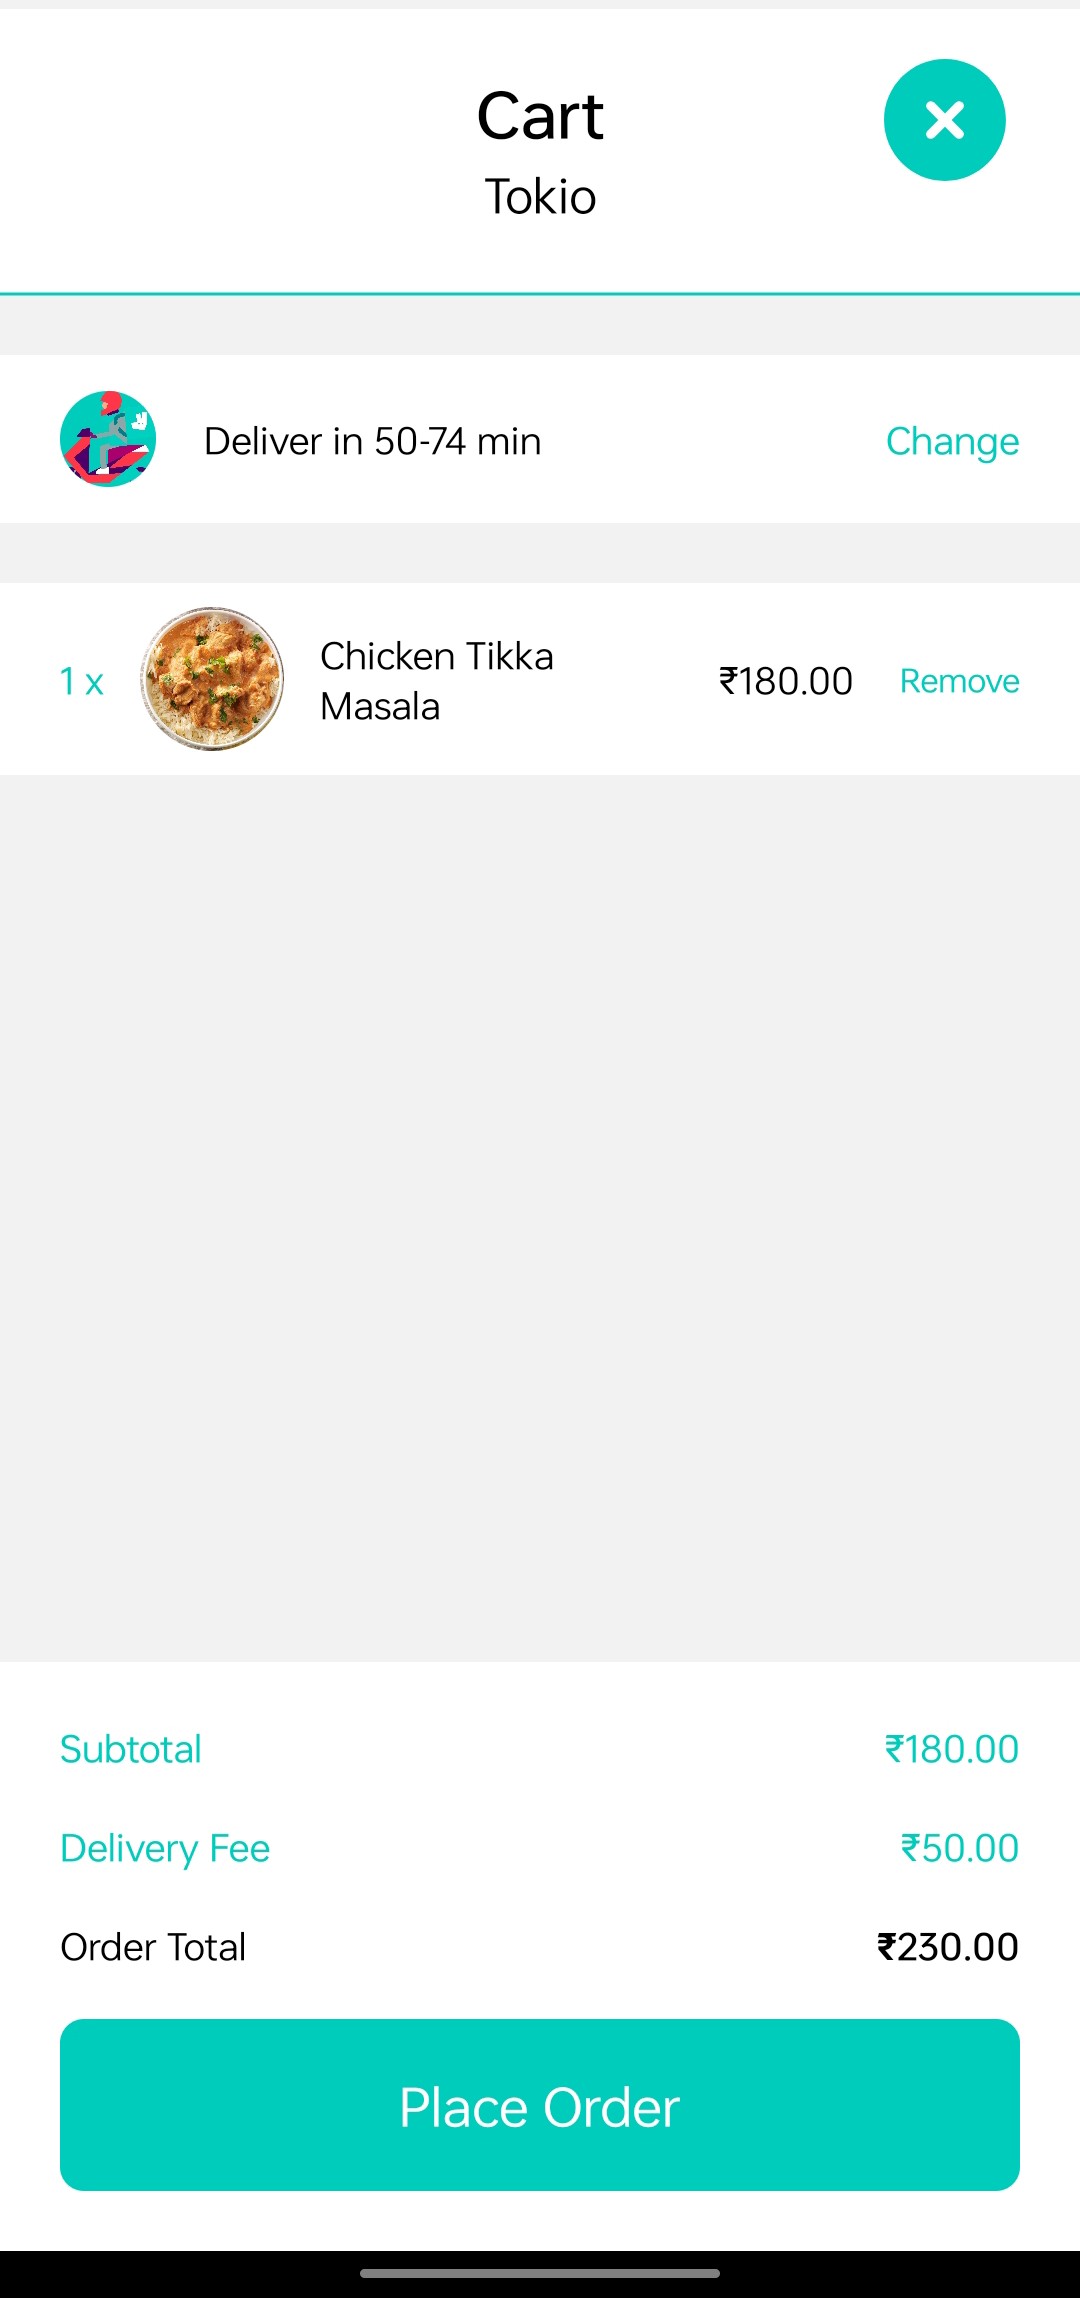 Cart
Tokio
Deliver in 50-74 min
Change
1 x
Chicken Tikka
Masala
₹180.00
Remove
Subtotal
₹180.00
Delivery Fee
₹50.00
Order Total
₹230.00
Place Order